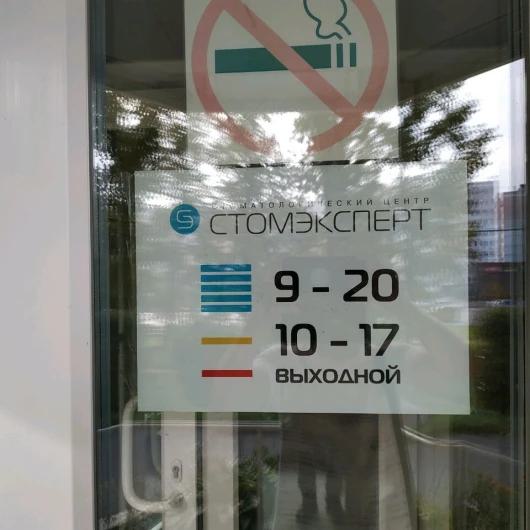 СТОМАТОЛОГИЧЕСКИЙ ЦЕНТР
СТОМЭКСПЕРТ
9 - 20
10 - 17
ВЫХОДНОЙ